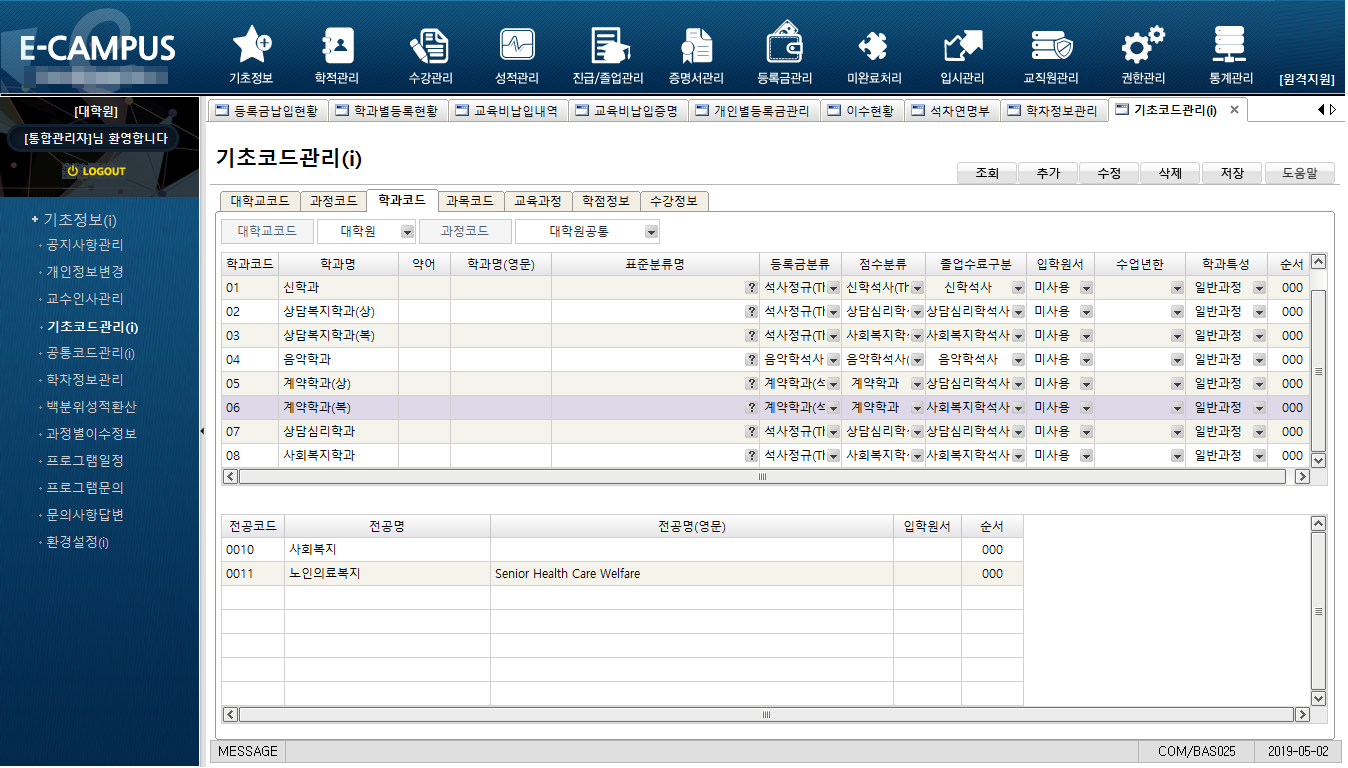 E-CAMPUS
기초정보 학적관리 수강관리 성적관리 진급/졸업관리 증명서관리 등록금관리 미완료처리 입시관리 교직원관리 권한관리 통계관리 [원격지원]
[대학원]
[통합관리자]님 환영합니다
LOGOUT
기초정보(i)
공지사항관리
개인정보변경
교수인사관리
기초코드관리(i)
공통코드관리(i)
학차정보관리
백분위성적환산
과정별이수정보
프로그램일정
프로그램문의
문의사항답변
환경설정(i)
등록금납입현황 학과별등록현황 교육비납입내역 교육비납입증명 개인별등록금관리 이수현황 석차연명부 학차정보관리 기초코드관리(i)
기초코드관리(i)
조회 추가 수정 삭제 저장 도움말
대학교코드 과정코드 학과코드 과목코드 교육과정 학점정보 수강정보
대학교코드 대학원 과정코드 대학원공통
학과코드 학과명 약어 학과명(영문) 표준분류명 등록금분류 점수분류 졸업수료구분 입학원서 수업년한 학과특성 순서
01 신학과 ? 석사정규(Th 신학석사(Th 신학석사 미사용 일반과정 000
02 상담복지학과(상) ? 석사정규(Th 상담심리학 상담심리학석사 미사용 일반과정 000
03 상담복지학과(복) ? 석사정규(Th 사회복지학 사회복지학석사 미사용 일반과정 000
04 음악학과 ? 음악학석사 음악학석사( 음악학석사 미사용 일반과정 000
05 계약학과(상) ? 계약학과(석 계약학과 상담심리학석사 미사용 일반과정 000
06 계약학과(복) ? 계약학과(석 계약학과 사회복지학석사 미사용 일반과정 000
07 상담심리학과 ? 석사정규(Th 상담심리학 상담심리학석사 미사용 일반과정 000
08 사회복지학과 ? 석사정규(Th 사회복지학 사회복지학석사 미사용 일반과정 000
전공코드 전공명 전공명(영문) 입학원서 순서
0010 사회복지 000
0011 노인의료복지 Senior Health Care Welfare 000
MESSAGE COM/BAS025 2019-05-02